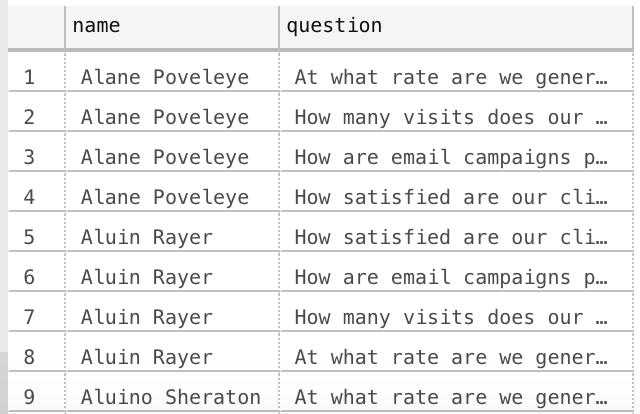 name question
1 Alane Poveleye At what rate are we gener…
2 Alane Poveleye How many visits does our …
3 Alane Poveleye How are email campaigns p…
4 Alane Poveleye How satisfied are our cli…
5 Aluin Rayer How satisfied are our cli…
6 Aluin Rayer How are email campaigns p…
7 Aluin Rayer How many visits does our …
8 Aluin Rayer At what rate are we gener…
9 Aluino Sheraton At what rate are we gener…